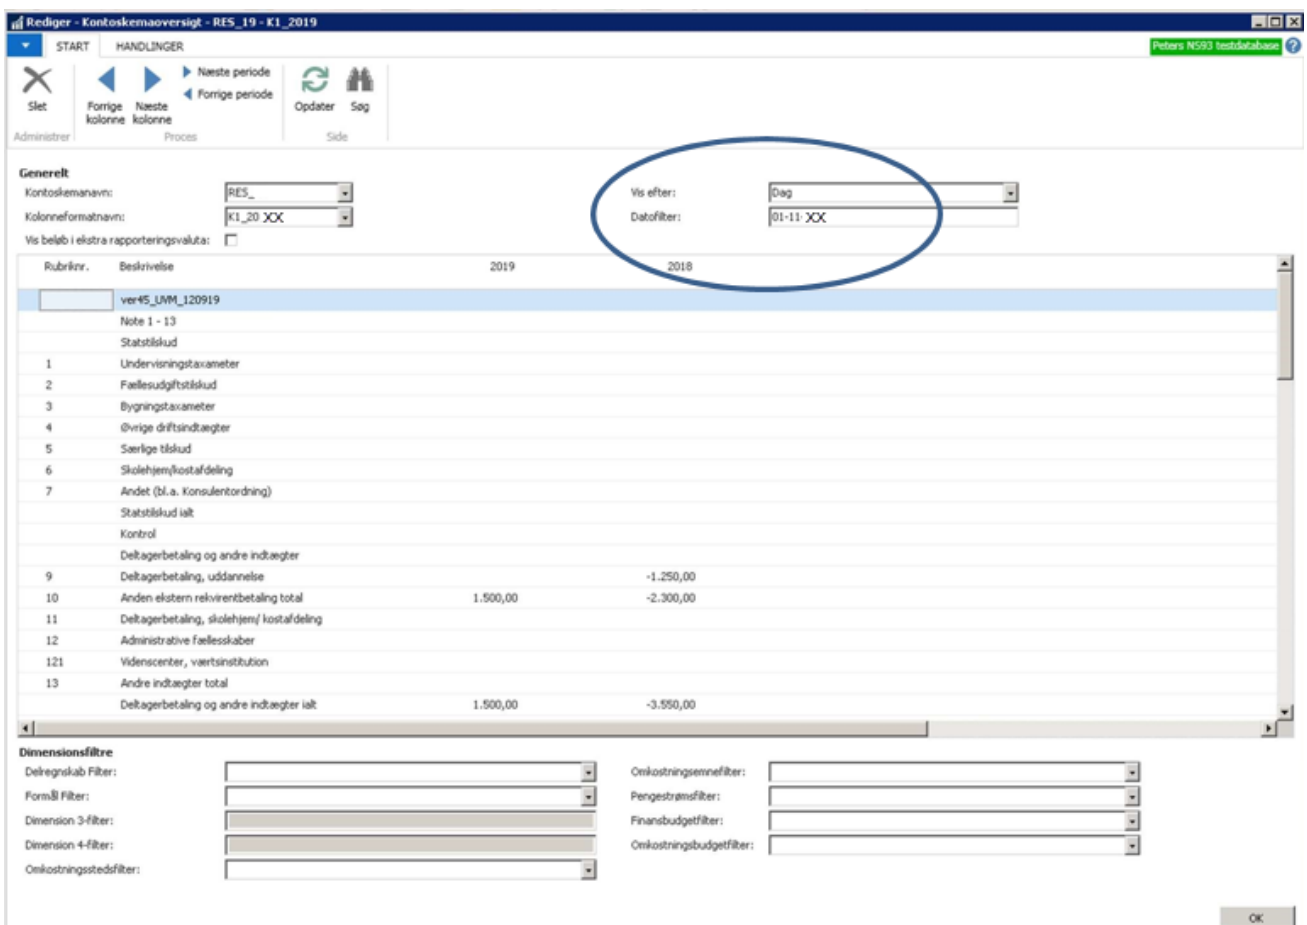 Rediger - Kontoskemaoversigt - RES_19 - K1_2019
START HANDLINGER Peters NS93 testdatabase
Slet
Forrige kolonne
Næste kolonne
Næste periode
Forrige periode
Opdater
Søg
Administrer Proces Side
Generelt
Kontoskemanavn: RES_ Vis efter: Dag
Kolonneformatnavn: K1_20 XX Datofilter: 01-11- XX
Vis beløb i ekstra rapporteringsvaluta:
Rubriknr. Beskrivelse 2019 2018
ver45_UVM_120919
Note 1 - 13
Statstilskud
1 Undervisningstaxameter
2 Fællesudgiftstilskud
3 Bygningstaxameter
4 Øvrige driftsindtægter
5 Særlige tilskud
6 Skolehjem/kostafdeling
7 Andet (bl.a. Konsulentordning)
Statstilskud ialt
Kontrol
Deltagerbetaling og andre indtægter
9 Deltagerbetaling, uddannelse -1.250,00
10 Anden ekstern rekvirentbetaling total 1.500,00 -2.300,00
11 Deltagerbetaling, skolehjem/ kostafdeling
12 Administrative fællesskaber
121 Videnscenter, værtsinstitution
13 Andre indtægter total
Deltagerbetaling og andre indtægter ialt 1.500,00 -3.550,00
Dimensionsfiltre
Delregnskab Filter: Omkostningsemnefilter:
Formål Filter: Pengestrømsfilter:
Dimension 3-filter: Finansbudgetfilter:
Dimension 4-filter: Omkostningsbudgetfilter:
Omkostningsstedsfilter:
OK